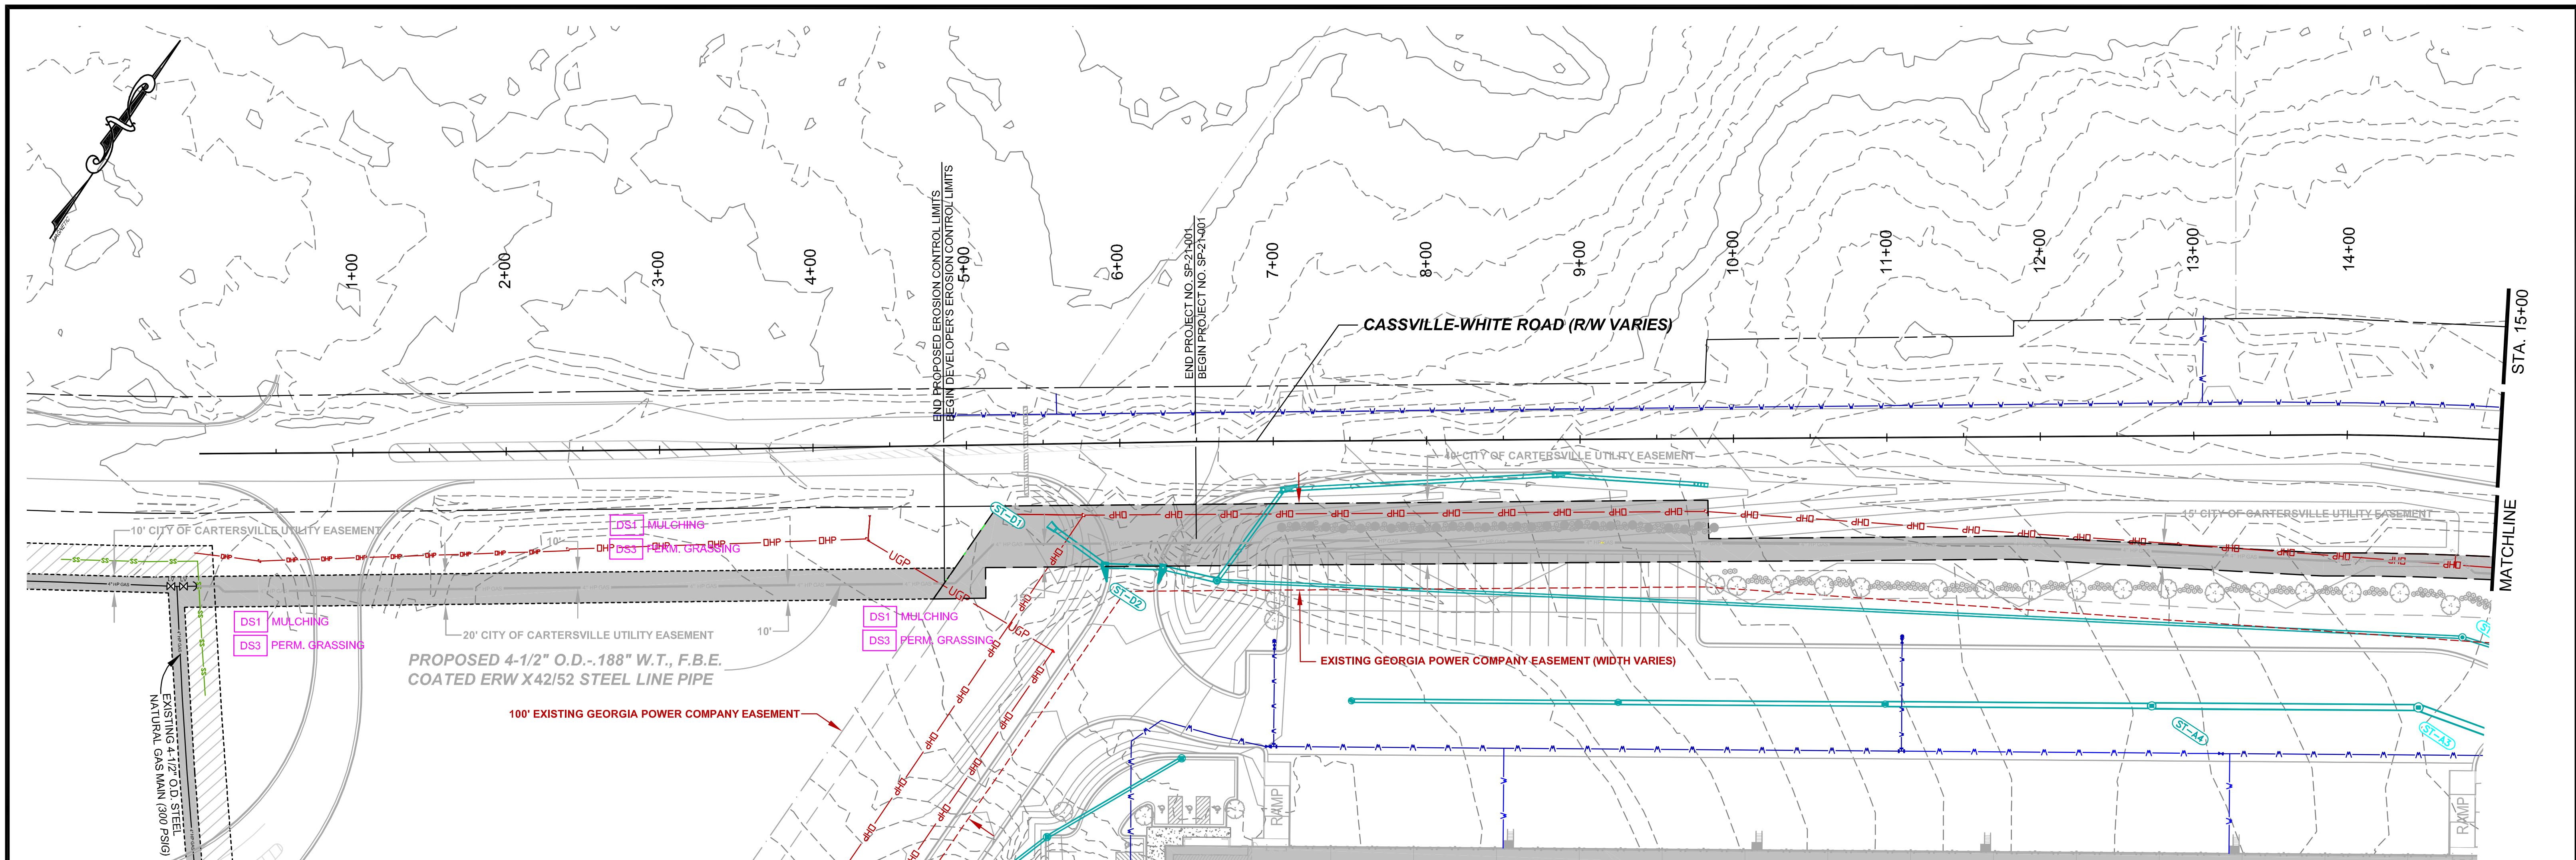 MAGNETIC
1+00
2+00
3+00
4+00
5+00
6+00
7+00
8+00
9+00
10+00
11+00
12+00
13+00
14+00
END PROPOSED EROSION CONTROL LIMITS
BEGIN DEVELOPER'S EROSION CONTROL LIMITS
END PROJECT NO. SP-21-001
BEGIN PROJECT NO. SP-21-001
CASSVILLE-WHITE ROAD (R/W VARIES)
MATCHLINE STA. 15+00
40' CITY OF CARTERSVILLE UTILITY EASEMENT
10' CITY OF CARTERSVILLE UTILITY EASEMENT
15' CITY OF CARTERSVILLE UTILITY EASEMENT
DS1 MULCHING
DS3 PERM. GRASSING
10'
ST-D1
ST-D2
UGP
UGP
UGP
DS1 MULCHING
DS3 PERM. GRASSING
20' CITY OF CARTERSVILLE UTILITY EASEMENT
10'
DS1 MULCHING
DS3 PERM. GRASSING
PROPOSED 4-1/2" O.D.-.188" W.T., F.B.E.
COATED ERW X42/52 STEEL LINE PIPE
EXISTING GEORGIA POWER COMPANY EASEMENT (WIDTH VARIES)
100' EXISTING GEORGIA POWER COMPANY EASEMENT
EXISTING 4-1/2" O.D. STEEL
NATURAL GAS MAIN (300 PSIG)
ST-A4
ST-A3
RAMP
RAMP